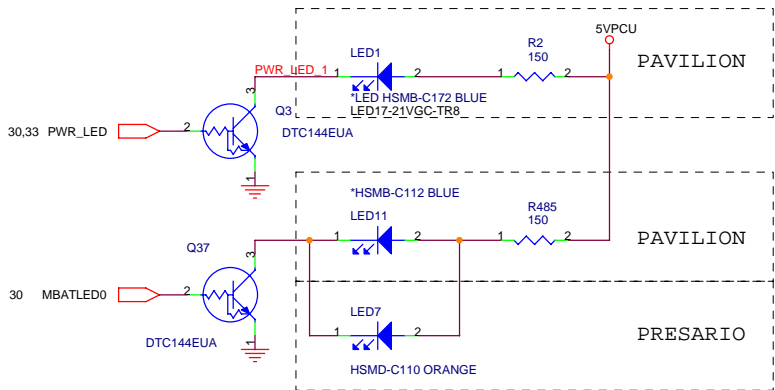 5VPCU
LED1
R2
150
PAVILION
PWR_LED_1
1
2
1
2
*LED HSMB-C172 BLUE
LED17-21VGC-TR8
3
Q3
30,33 PWR_LED
2
DTC144EUA
1
*HSMB-C112 BLUE
LED11
R485
150
Q37
3
1
2
1
2
PAVILION
30 MBATLED0
2
LED7
1
2
PRESARIO
1
DTC144EUA
HSMD-C110 ORANGE